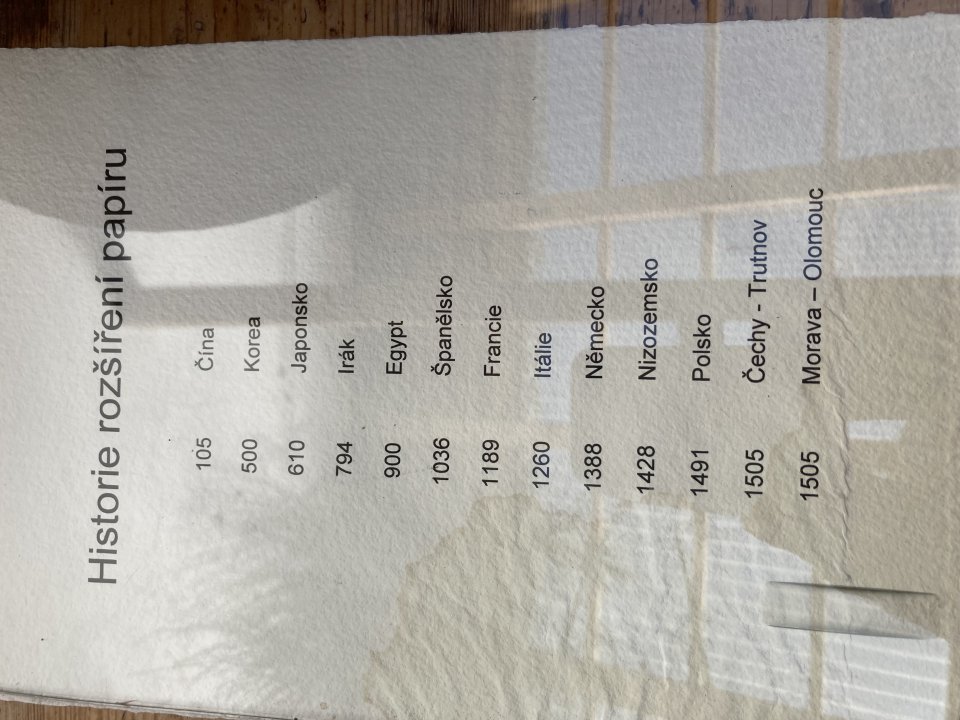 Historie rozšíření papíru
105 Čína
500 Korea
610 Japonsko
794 Irák
900 Egypt
1036 Španělsko
1189 Francie
1260 Itálie
1388 Německo
1428 Nizozemsko
1491 Polsko
1505 Čechy - Trutnov
1505 Morava – Olomouc